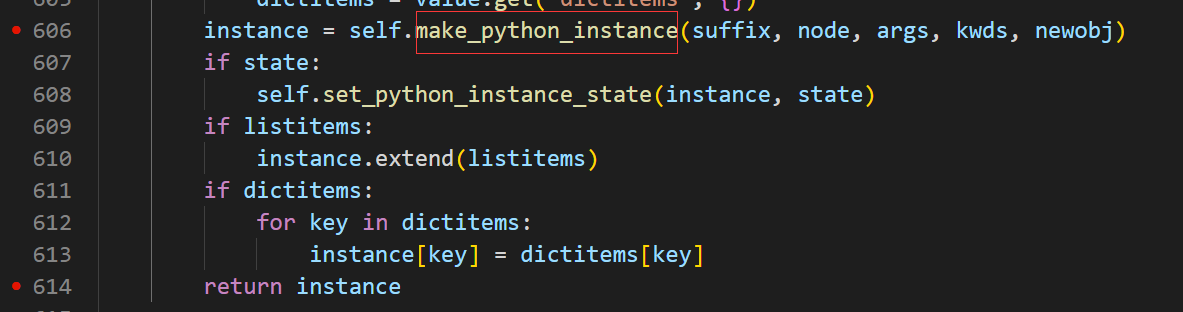 605 dictitems = value.get('dictitems', {})
606 instance = self.make_python_instance(suffix, node, args, kwds, newobj)
607 if state:
608 self.set_python_instance_state(instance, state)
609 if listitems:
610 instance.extend(listitems)
611 if dictitems:
612 for key in dictitems:
613 instance[key] = dictitems[key]
614 return instance